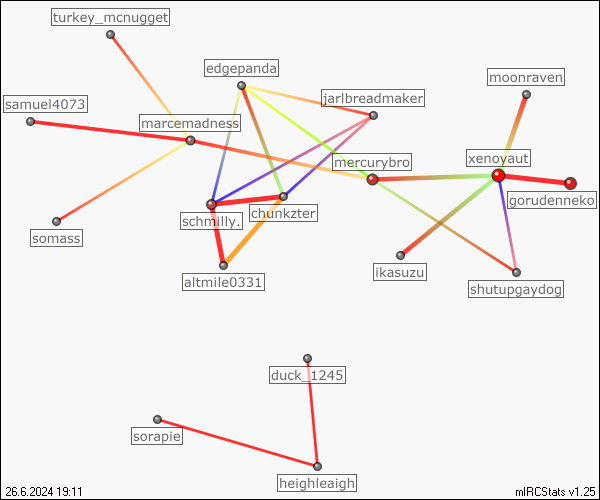 turkey_mcnugget
edgepanda
moonraven
jarlbreadmaker
samuel4073
marcemadness
mercurybro
xenoyaut
gorudenneko
schmilly.
chunkzter
somass
ikasuzu
altmile0331
shutupgaydog
duck_1245
sorapie
heighleaigh
26.6.2024 19:11
mIRCStats v1.25